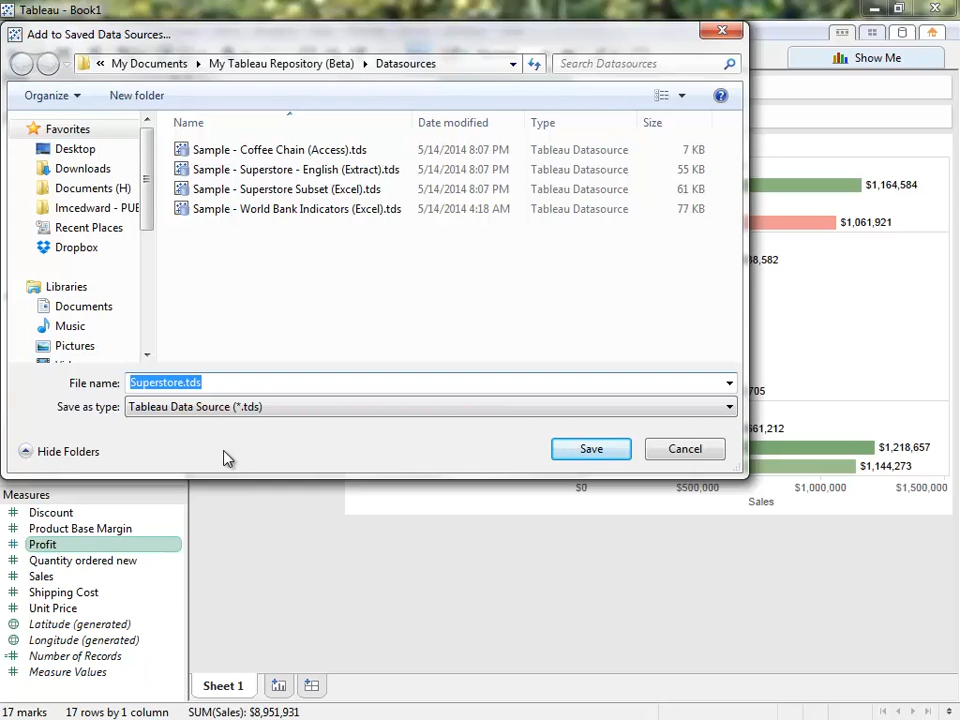 Tableau - Book1
Add to Saved Data Sources...
« My Documents My Tableau Repository (Beta) Datasources
Search Datasources
Show Me
Organize
New folder
Favorites
Desktop
Downloads
Documents (H)
lmcedward - PUB
Recent Places
Dropbox
Libraries
Documents
Music
Pictures
Name Date modified Type Size
Sample - Coffee Chain (Access).tds 5/14/2014 8:07 PM Tableau Datasource 7 KB
Sample - Superstore - English (Extract).tds 5/14/2014 8:07 PM Tableau Datasource 55 KB
Sample - Superstore Subset (Excel).tds 5/14/2014 8:07 PM Tableau Datasource 61 KB
Sample - World Bank Indicators (Excel).tds 5/14/2014 4:18 AM Tableau Datasource 77 KB
File name: Superstore.tds
Save as type: Tableau Data Source (*.tds)
Hide Folders
Save
Cancel
$1,164,584
$1,061,921
8,582
705
661,212
$1,218,657
$1,144,273
$0 $500,000 $1,000,000 $1,500,000
Sales
Measures
Discount
Product Base Margin
Profit
Quantity ordered new
Sales
Shipping Cost
Unit Price
Latitude (generated)
Longitude (generated)
Number of Records
Measure Values
Sheet 1
17 marks 17 rows by 1 column SUM(Sales): $8,951,931